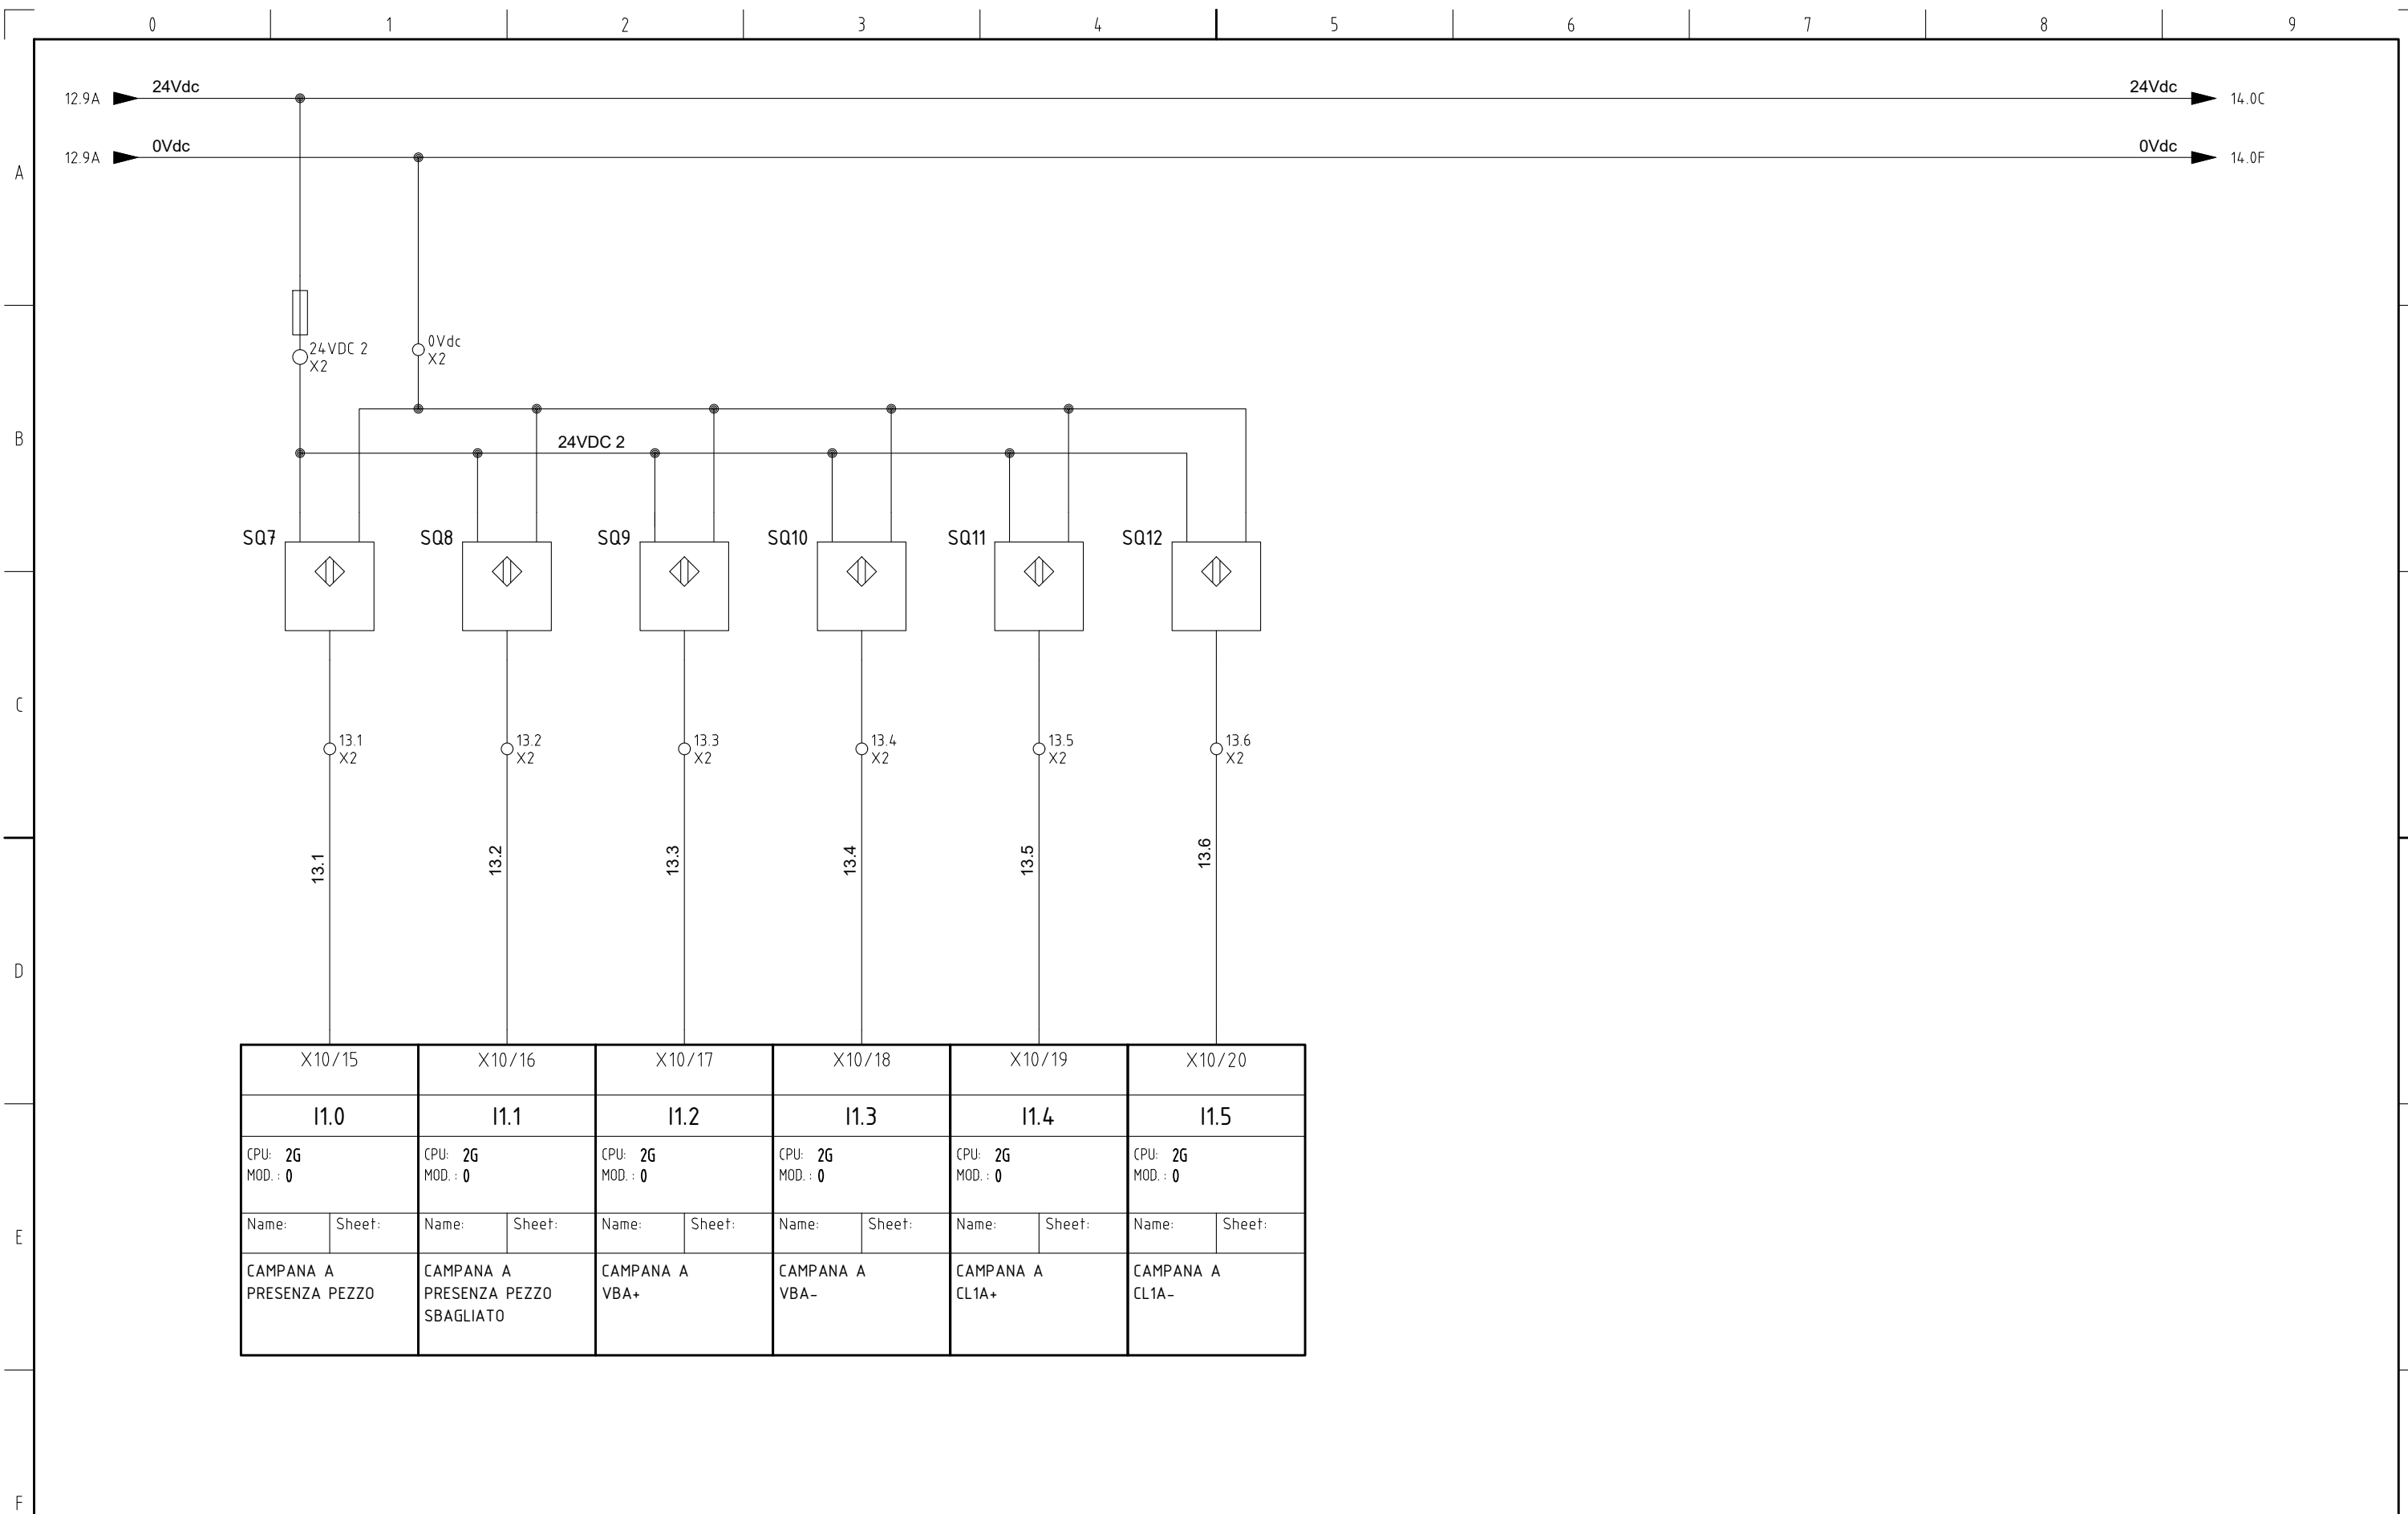 0 1 2 3 4 5 6 7 8 9
24Vdc 24Vdc
12.9A 14.0C
0Vdc 0Vdc
12.9A 14.0F
A
24VDC 2
X2
0Vdc
X2
B
24VDC 2
SQ7 SQ8 SQ9 SQ10 SQ11 SQ12
C
13.1 13.2 13.3 13.4 13.5 13.6
X2 X2 X2 X2 X2 X2
13.1 13.2 13.3 13.4 13.5 13.6
D
X10/15 X10/16 X10/17 X10/18 X10/19 X10/20
I1.0 I1.1 I1.2 I1.3 I1.4 I1.5
CPU: 2G CPU: 2G CPU: 2G CPU: 2G CPU: 2G CPU: 2G
MOD.: 0 MOD.: 0 MOD.: 0 MOD.: 0 MOD.: 0 MOD.: 0
Name: Sheet: Name: Sheet: Name: Sheet: Name: Sheet: Name: Sheet: Name: Sheet:
E
CAMPANA A CAMPANA A CAMPANA A CAMPANA A CAMPANA A CAMPANA A
PRESENZA PEZZO PRESENZA PEZZO VBA+ VBA- CL1A+ CL1A-
SBAGLIATO
F